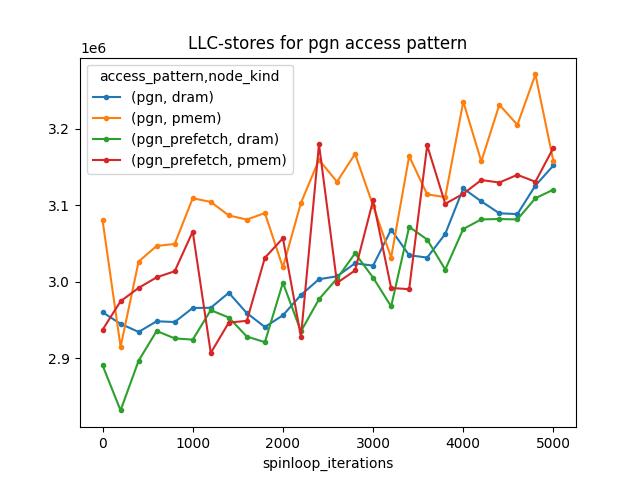 LLC-stores for pgn access pattern
1e6
access_pattern,node_kind
(pgn, dram)
(pgn, pmem)
(pgn_prefetch, dram)
(pgn_prefetch, pmem)
3.2
3.1
3.0
2.9
0 1000 2000 3000 4000 5000
spinloop_iterations